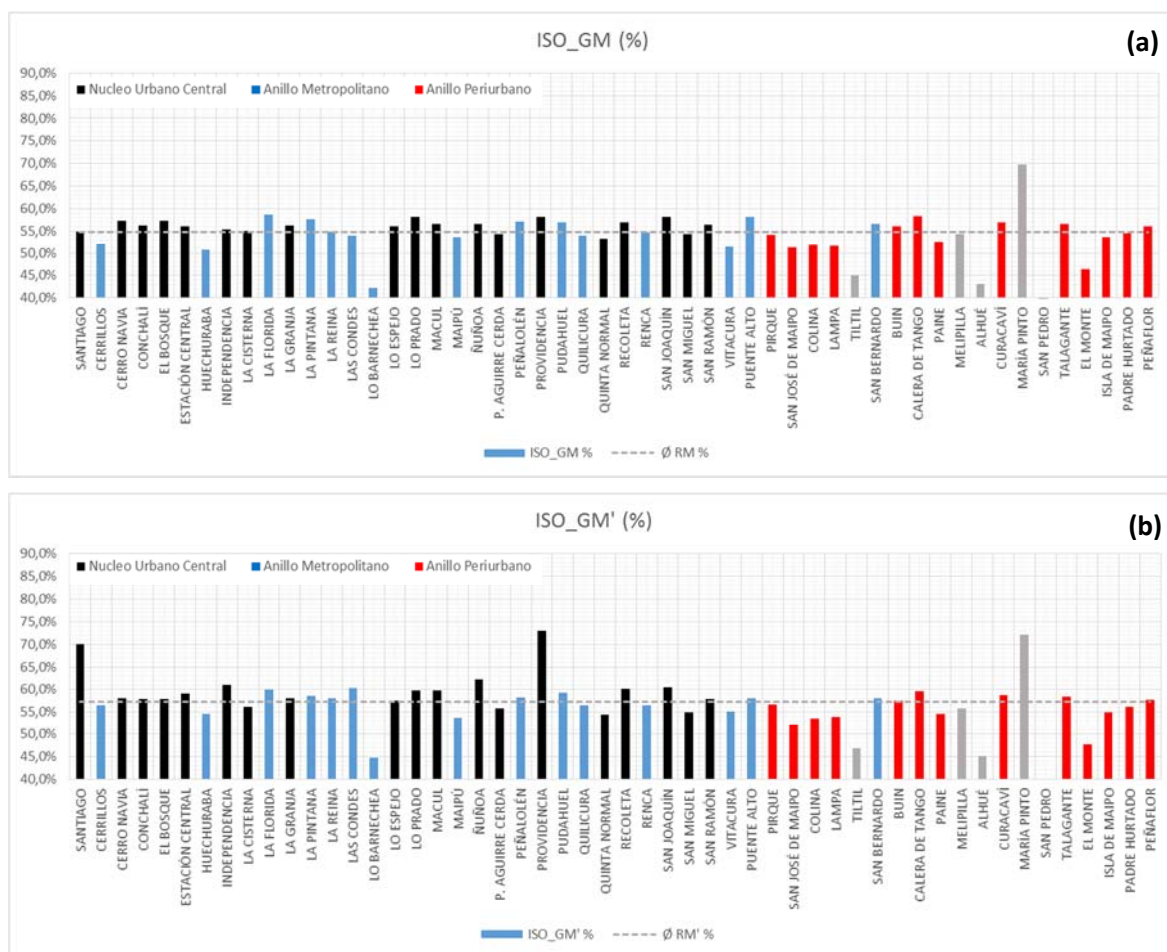 ISO_GM (%)
(a)
90,0%
85,0%
80,0%
75,0%
70,0%
65,0%
60,0%
55,0%
50,0%
45,0%
40,0%
Nucleo Urbano Central
Anillo Metropolitano
Anillo Periurbano
SANTIAGO
CERRILLOS
CERRO NAVIA
CONCHALÍ
EL BOSQUE
ESTACIÓN CENTRAL
HUECHURABA
INDEPENDENCIA
LA CISTERNA
LA FLORIDA
LA GRANJA
LA PINTANA
LA REINA
LAS CONDES
LO BARNECHEA
LO ESPEJO
LO PRADO
MACUL
MAIPÚ
ÑUÑOA
P. AGUIRRE CERDA
PEÑALOLÉN
PROVIDENCIA
PUDAHUEL
QUILICURA
QUINTA NORMAL
RECOLETA
RENCA
SAN JOAQUÍN
SAN MIGUEL
SAN RAMÓN
VITACURA
PUENTE ALTO
PIRQUE
SAN JOSÉ DE MAIPO
COLINA
LAMPA
TILTIL
SAN BERNARDO
BUIN
CALERA DE TANGO
PAINE
MELIPILLA
ALHUÉ
CURACAVÍ
MARÍA PINTO
SAN PEDRO
TALAGANTE
EL MONTE
ISLA DE MAIPO
PADRE HURTADO
PEÑAFLOR
ISO_GM %
Ø RM %
ISO_GM' (%)
(b)
90,0%
85,0%
80,0%
75,0%
70,0%
65,0%
60,0%
55,0%
50,0%
45,0%
40,0%
Nucleo Urbano Central
Anillo Metropolitano
Anillo Periurbano
SANTIAGO
CERRILLOS
CERRO NAVIA
CONCHALÍ
EL BOSQUE
ESTACIÓN CENTRAL
HUECHURABA
INDEPENDENCIA
LA CISTERNA
LA FLORIDA
LA GRANJA
LA PINTANA
LA REINA
LAS CONDES
LO BARNECHEA
LO ESPEJO
LO PRADO
MACUL
MAIPÚ
ÑUÑOA
P. AGUIRRE CERDA
PEÑALOLÉN
PROVIDENCIA
PUDAHUEL
QUILICURA
QUINTA NORMAL
RECOLETA
RENCA
SAN JOAQUÍN
SAN MIGUEL
SAN RAMÓN
VITACURA
PUENTE ALTO
PIRQUE
SAN JOSÉ DE MAIPO
COLINA
LAMPA
TILTIL
SAN BERNARDO
BUIN
CALERA DE TANGO
PAINE
MELIPILLA
ALHUÉ
CURACAVÍ
MARÍA PINTO
SAN PEDRO
TALAGANTE
EL MONTE
ISLA DE MAIPO
PADRE HURTADO
PEÑAFLOR
ISO_GM' %
Ø RM' %